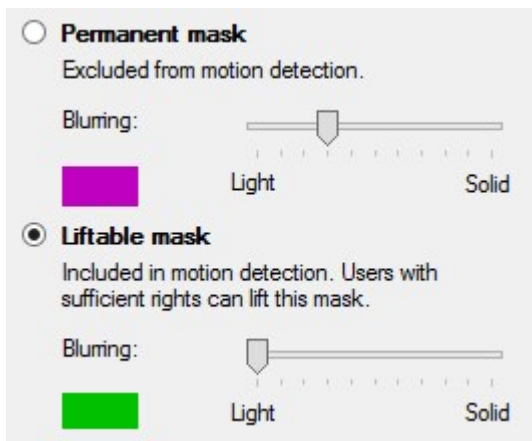 Permanent mask
Excluded from motion detection.
Blurring:
Light Solid
Liftable mask
Included in motion detection. Users with
sufficient rights can lift this mask.
Blurring:
Light Solid